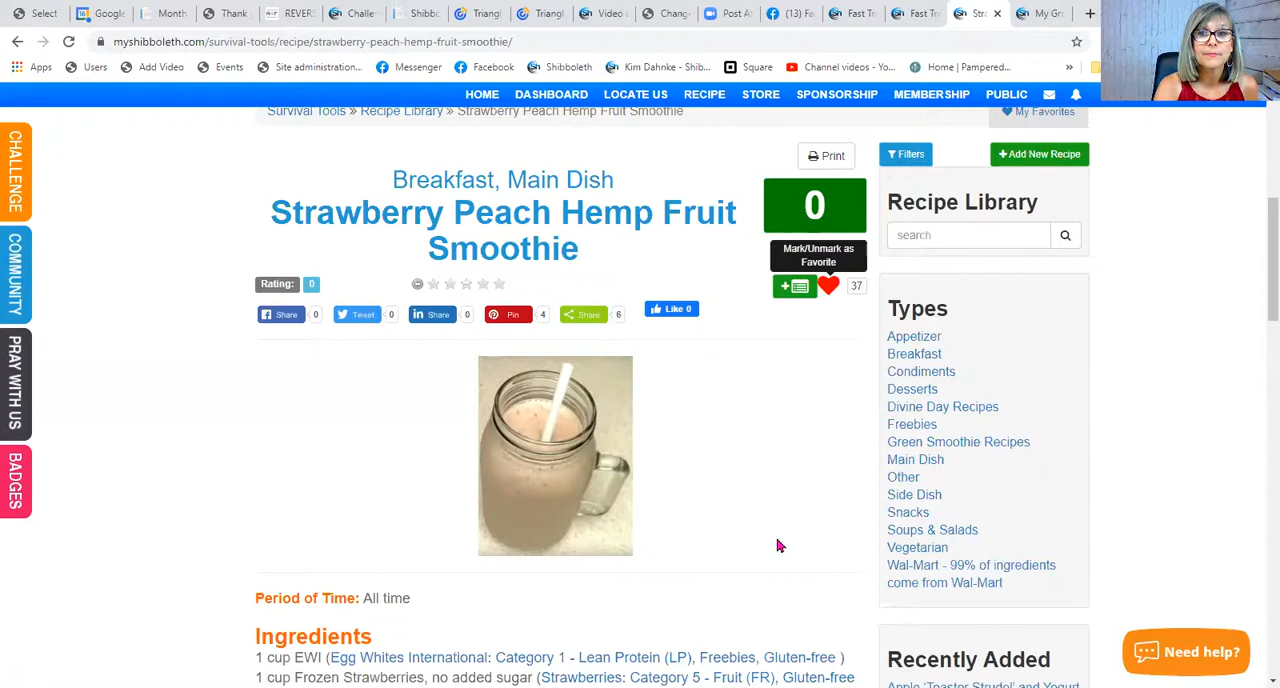 Select
Google
Month
Thank
REVERS
Challe
Shibbo
Triangl
Triangl
Video u
Chang
Post A
(13) Fa
Fast Tr
Fast Tr
Str
My Gro
myshibboleth.com/survival-tools/recipe/strawberry-peach-hemp-fruit-smoothie/
Apps Users Add Video Events Site administration... Messenger Faceb Shibboleth Kim Dahnke - Shib... Square Channel videos - Yo... Home | Pampered... »
HOME DASHBOARD LOCATE US RECIPE STORE SPONSORSHIP MEMBERSHIP PUBLIC
Survival Tools » Recipe Library » Strawberry Peach Hemp Fruit Smoothie
My Favorites
CHALLENGE
COMMUNITY
PRAY WITH US
BADGES
Print
Breakfast, Main Dish
Strawberry Peach Hemp Fruit
Smoothie
0
Mark/Unmark as
Favorite
37
Rating: 0
Share 0 Tweet 0 Share 0 Pin 4 Share 6 Like 0
Period of Time: All time
Ingredients
1 cup EWI (Egg Whites International: Category 1 - Lean Protein (LP), Freebies, Gluten-free )
1 cup Frozen Strawberries, no added sugar (Strawberries: Category 5 - Fruit (FR), Gluten-free
Filters
+Add New Recipe
Recipe Library
search
Types
Appetizer
Breakfast
Condiments
Desserts
Divine Day Recipes
Freebies
Green Smoothie Recipes
Main Dish
Other
Side Dish
Snacks
Soups & Salads
Vegetarian
Wal-Mart - 99% of ingredients
come from Wal-Mart
Recently Added
Apple 'Toaster Strudel' and Yogurt
Need help?